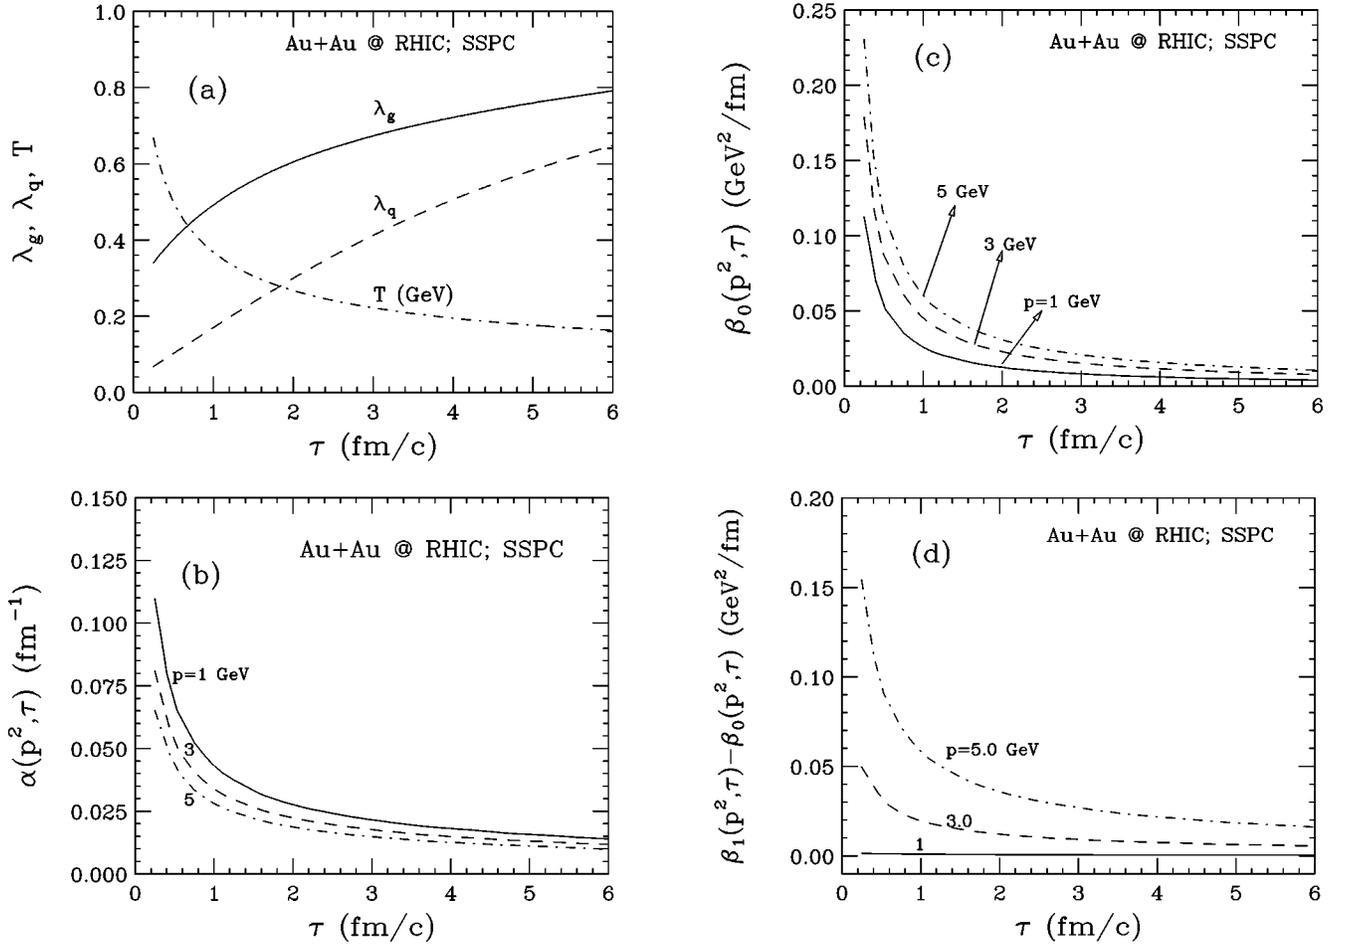 1.0
0.8
0.6
0.4
0.2
0.0
λg, λq, T
Au+Au @ RHIC; SSPC
(a)
λg
λq
T (GeV)
0 1 2 3 4 5 6
τ (fm/c)
0.25
0.20
0.15
0.10
0.05
0.00
β₀(p²,τ) (GeV²/fm)
Au+Au @ RHIC; SSPC
(c)
5 GeV
3 GeV
p=1 GeV
0 1 2 3 4 5 6
τ (fm/c)
0.150
0.125
0.100
0.075
0.050
0.025
0.000
α(p²,τ) (fm⁻¹)
Au+Au @ RHIC; SSPC
(b)
p=1 GeV
3
5
0 1 2 3 4 5 6
τ (fm/c)
0.20
0.15
0.10
0.05
0.00
β₁(p²,τ)−β₀(p²,τ) (GeV²/fm)
Au+Au @ RHIC; SSPC
(d)
p=5.0 GeV
3.0
1
0 1 2 3 4 5 6
τ (fm/c)